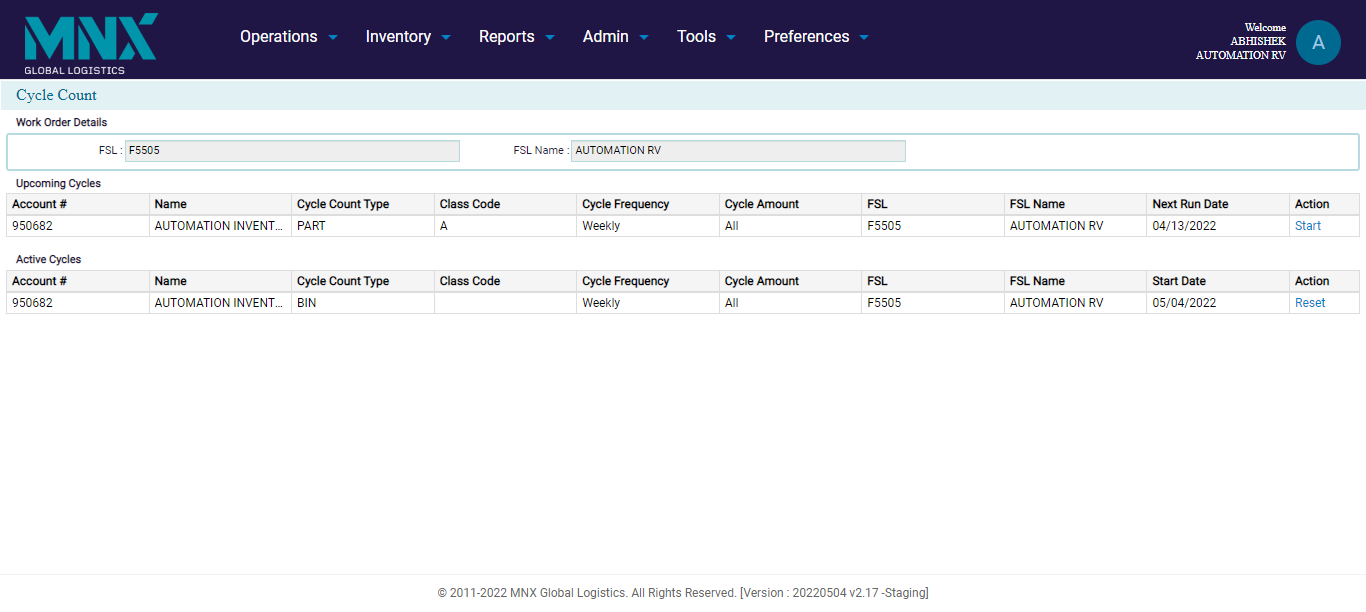 MNX
GLOBAL LOGISTICS
Operations Inventory Reports Admin Tools Preferences
Welcome
ABHISHEK
AUTOMATION RV
A
Cycle Count
Work Order Details
FSL : F5505 FSL Name : AUTOMATION RV
Upcoming Cycles
Account # Name Cycle Count Type Class Code Cycle Frequency Cycle Amount FSL FSL Name Next Run Date Action
950682 AUTOMATION INVENT... PART A Weekly All F5505 AUTOMATION RV 04/13/2022 Start
Active Cycles
Account # Name Cycle Count Type Class Code Cycle Frequency Cycle Amount FSL FSL Name Start Date Action
950682 AUTOMATION INVENT... BIN Weekly All F5505 AUTOMATION RV 05/04/2022 Reset
© 2011-2022 MNX Global Logistics. All Rights Reserved. [Version : 20220504 v2.17 -Staging]